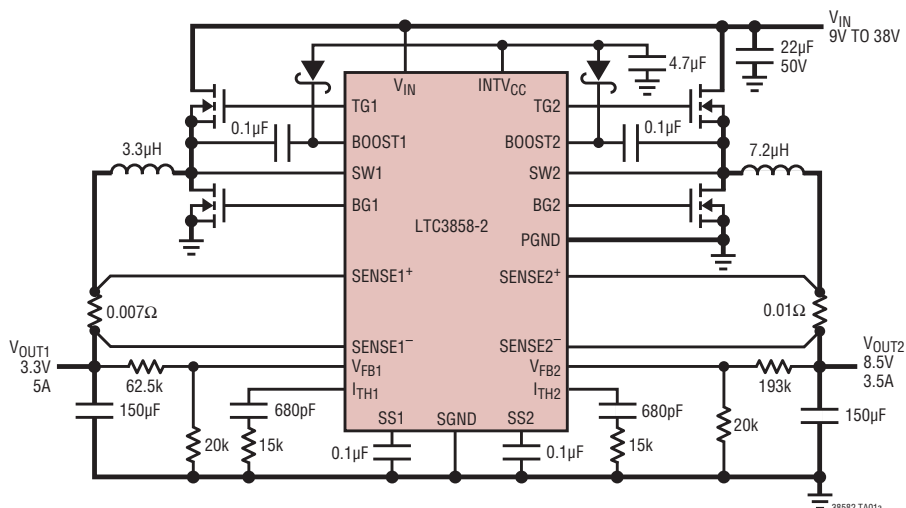 VIN
9V TO 38V
22µF
50V
4.7µF
VIN
INTVCC
TG1
TG2
0.1µF
0.1µF
BOOST1
BOOST2
3.3µH
7.2µH
SW1
SW2
BG1
BG2
LTC3858-2
PGND
SENSE1+
SENSE2+
0.007Ω
0.01Ω
SENSE1–
SENSE2–
VOUT1
3.3V
5A
VOUT2
8.5V
3.5A
62.5k
VFB1
VFB2
193k
ITH1
ITH2
150µF
680pF
680pF
150µF
SS1
SGND
SS2
20k
15k
0.1µF
0.1µF
15k
20k
38582 TA01a